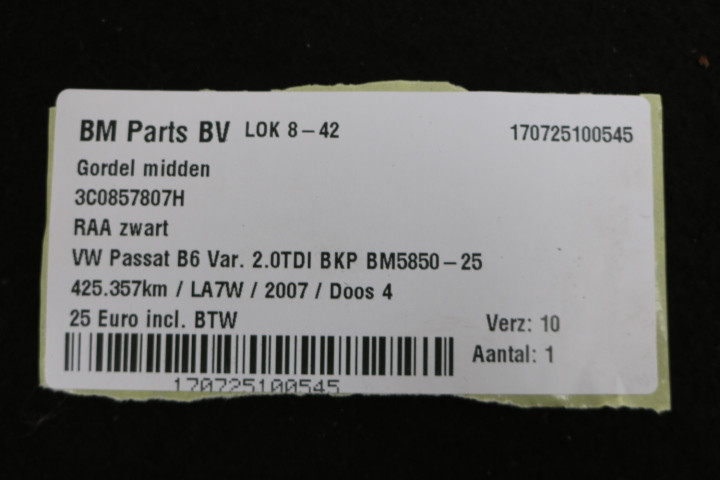 BM Parts BV LOK 8-42 170725100545
Gordel midden
3C0857807H
RAA zwart
VW Passat B6 Var. 2.0TDI BKP BM5850-25
425.357km / LA7W / 2007 / Doos 4
25 Euro incl. BTW Verz: 10
Aantal: 1
170725100545